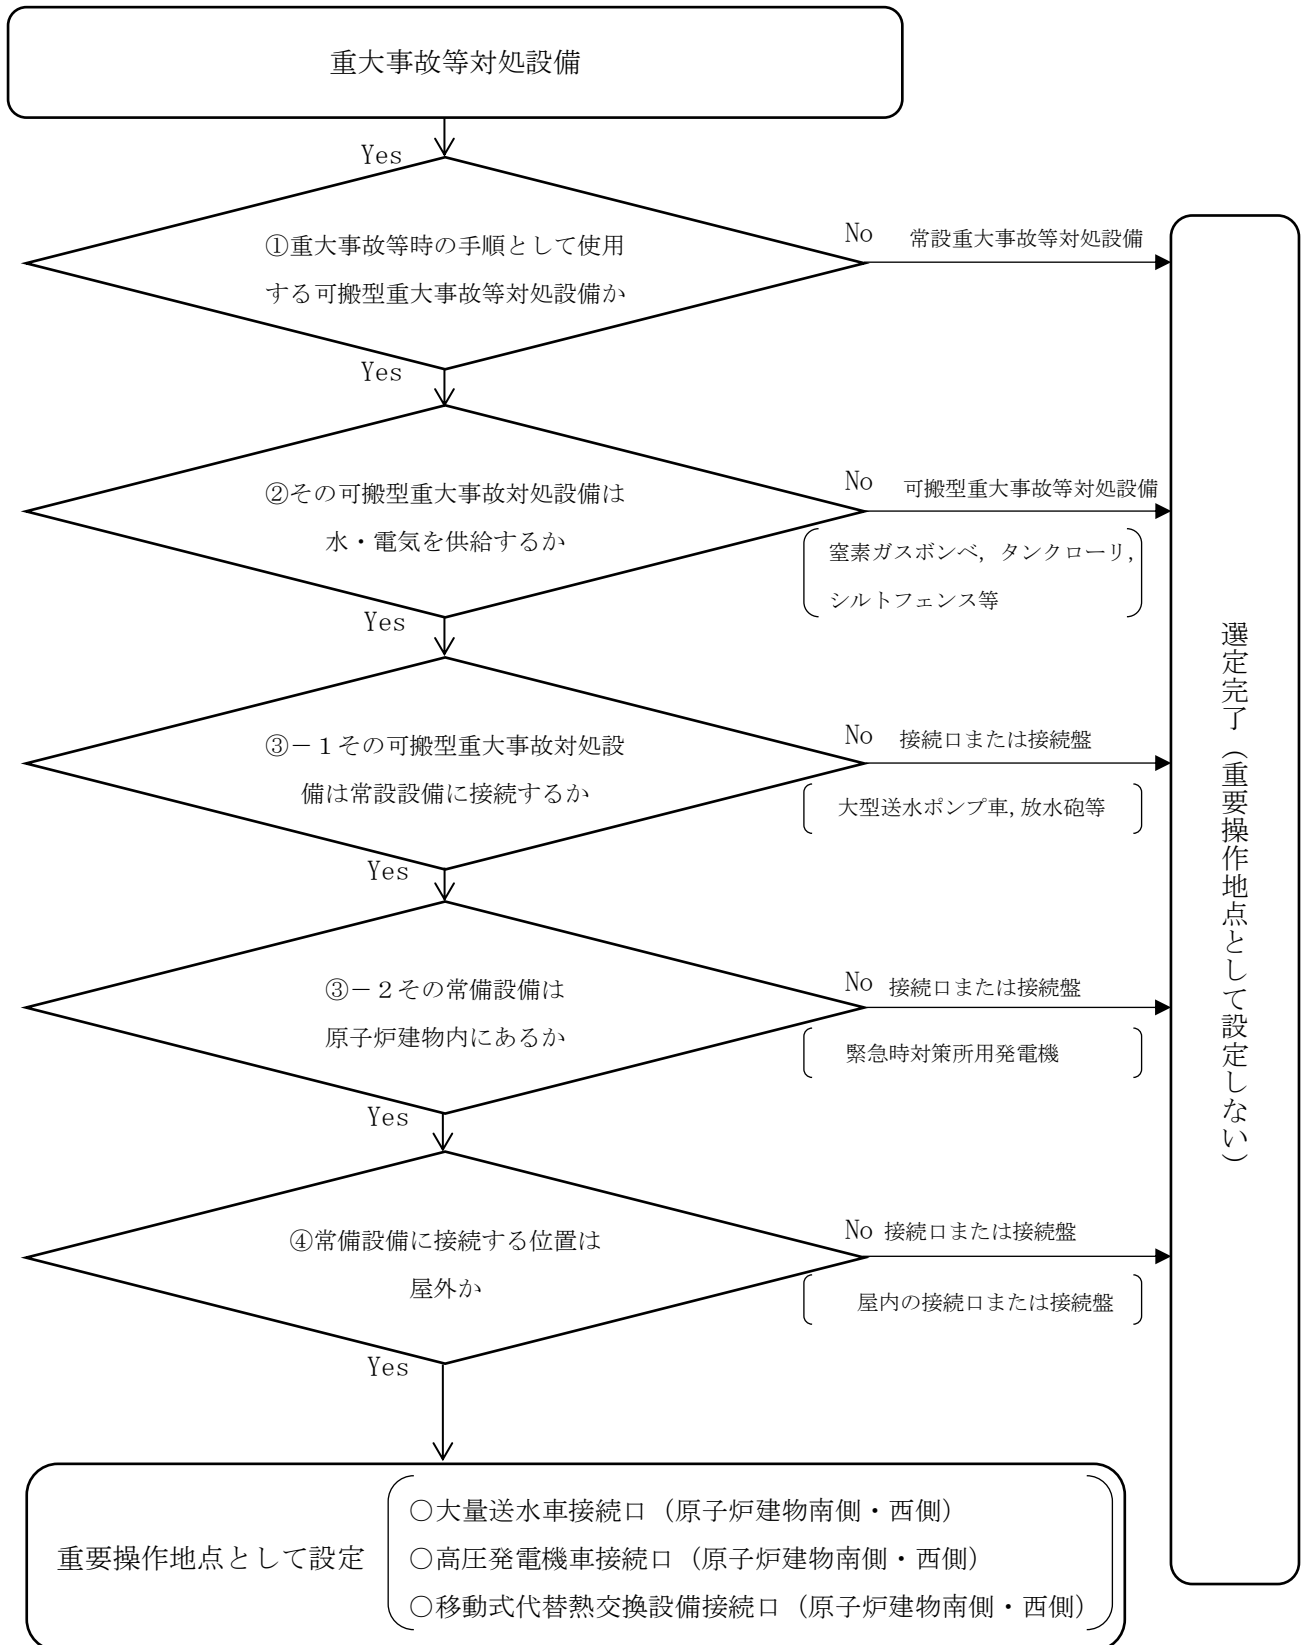 重大事故等対処設備
Yes
①重大事故等時の手順として使用
する可搬型重大事故等対処設備か
No 常設重大事故等対処設備
Yes
②その可搬型重大事故対処設備は
水・電気を供給するか
No 可搬型重大事故等対処設備
窒素ガスボンベ, タンクローリ,
シルトフェンス等
Yes
③-1その可搬型重大事故対処設
備は常設設備に接続するか
No 接続口または接続盤
大型送水ポンプ車, 放水砲等
Yes
③-2その常備設備は
原子炉建物内にあるか
No 接続口または接続盤
緊急時対策所用発電機
Yes
④常備設備に接続する位置は
屋外か
No 接続口または接続盤
屋内の接続口または接続盤
Yes
重要操作地点として設定
○大量送水車接続口（原子炉建物南側・西側）
○高圧発電機車接続口（原子炉建物南側・西側）
○移動式代替熱交換設備接続口（原子炉建物南側・西側）
選定完了（重要操作地点として設定しない）